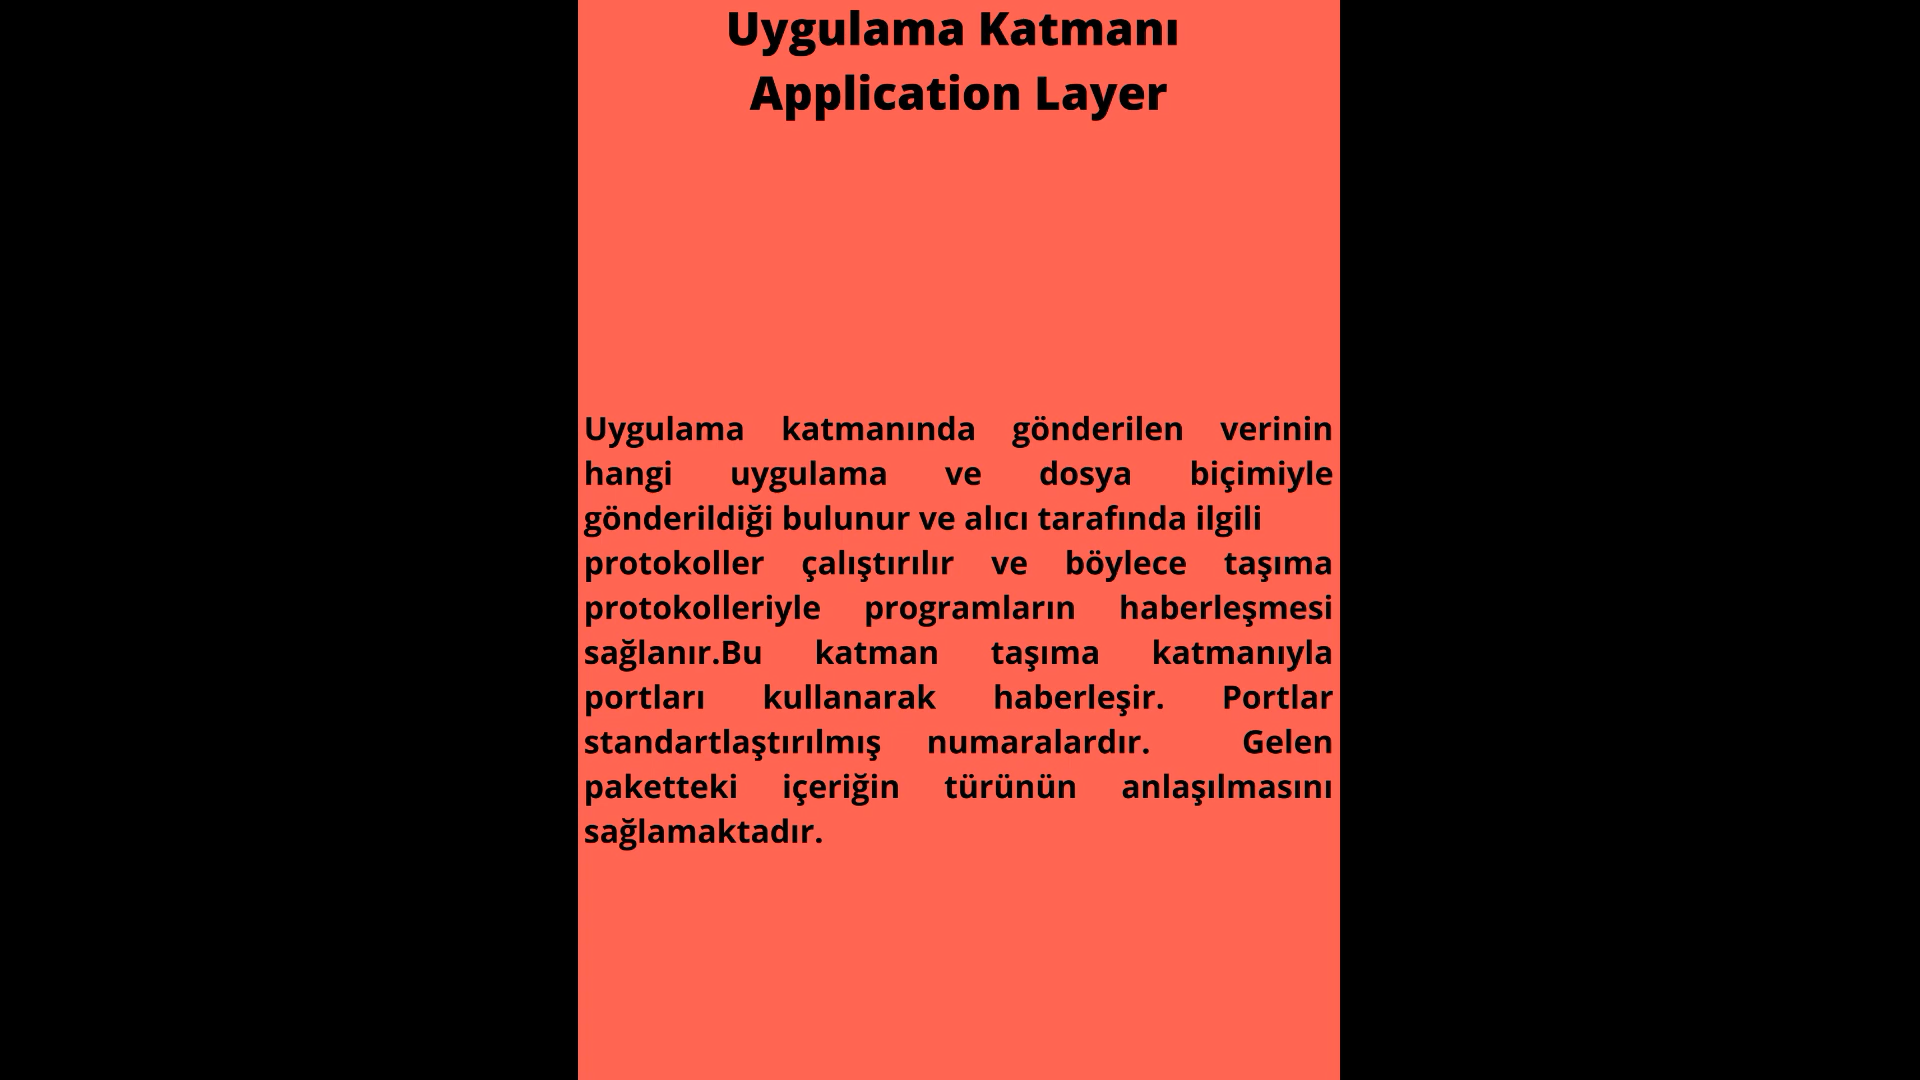 Uygulama Katmanı
Application Layer
Uygulama katmanında gönderilen verinin
hangi uygulama ve dosya biçimiyle
gönderildiği bulunur ve alıcı tarafında ilgili
protokoller çalıştırılır ve böylece taşıma
protokolleriyle programların haberleşmesi
sağlanır.Bu katman taşıma katmanıyla
portları kullanarak haberleşir. Portlar
standartlaştırılmış numaralardır. Gelen
paketteki içeriğin türünün anlaşılmasını
sağlamaktadır.